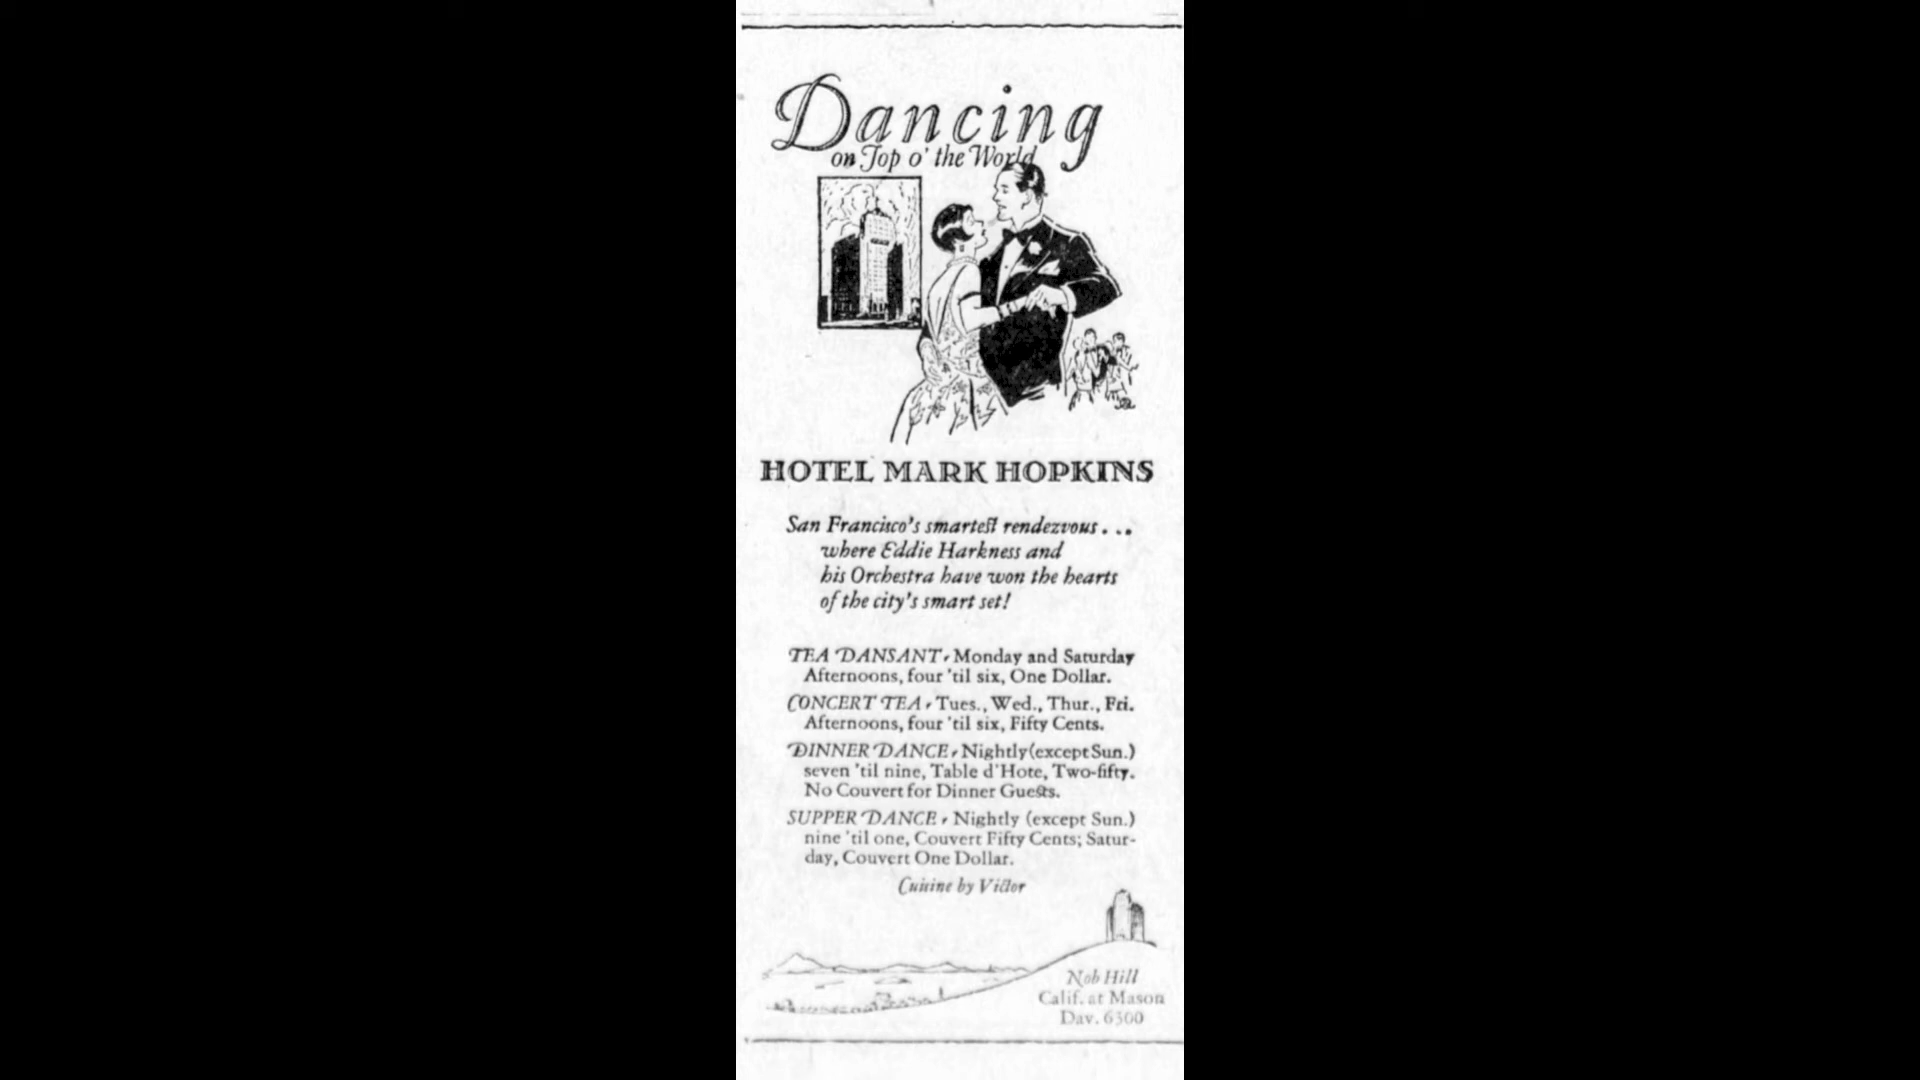 Dancing
on Top o' the World
HOTEL MARK HOPKINS
San Francisco's smartest rendezvous . . .
where Eddie Harkness and
his Orchestra have won the hearts
of the city's smart set!
TEA DANSANT, Monday and Saturday
Afternoons, four 'til six, One Dollar.
CONCERT TEA, Tues., Wed., Thur., Fri.
Afternoons, four 'til six, Fifty Cents.
DINNER DANCE, Nightly (except Sun.)
seven 'til nine, Table d'Hote, Two-fifty.
No Couvert for Dinner Guests.
SUPPER DANCE, Nightly (except Sun.)
nine 'til one, Couvert Fifty Cents; Satur-
day, Couvert One Dollar.
Cuisine by Victor
Nob Hill
Calif. at Mason
Dav. 6300